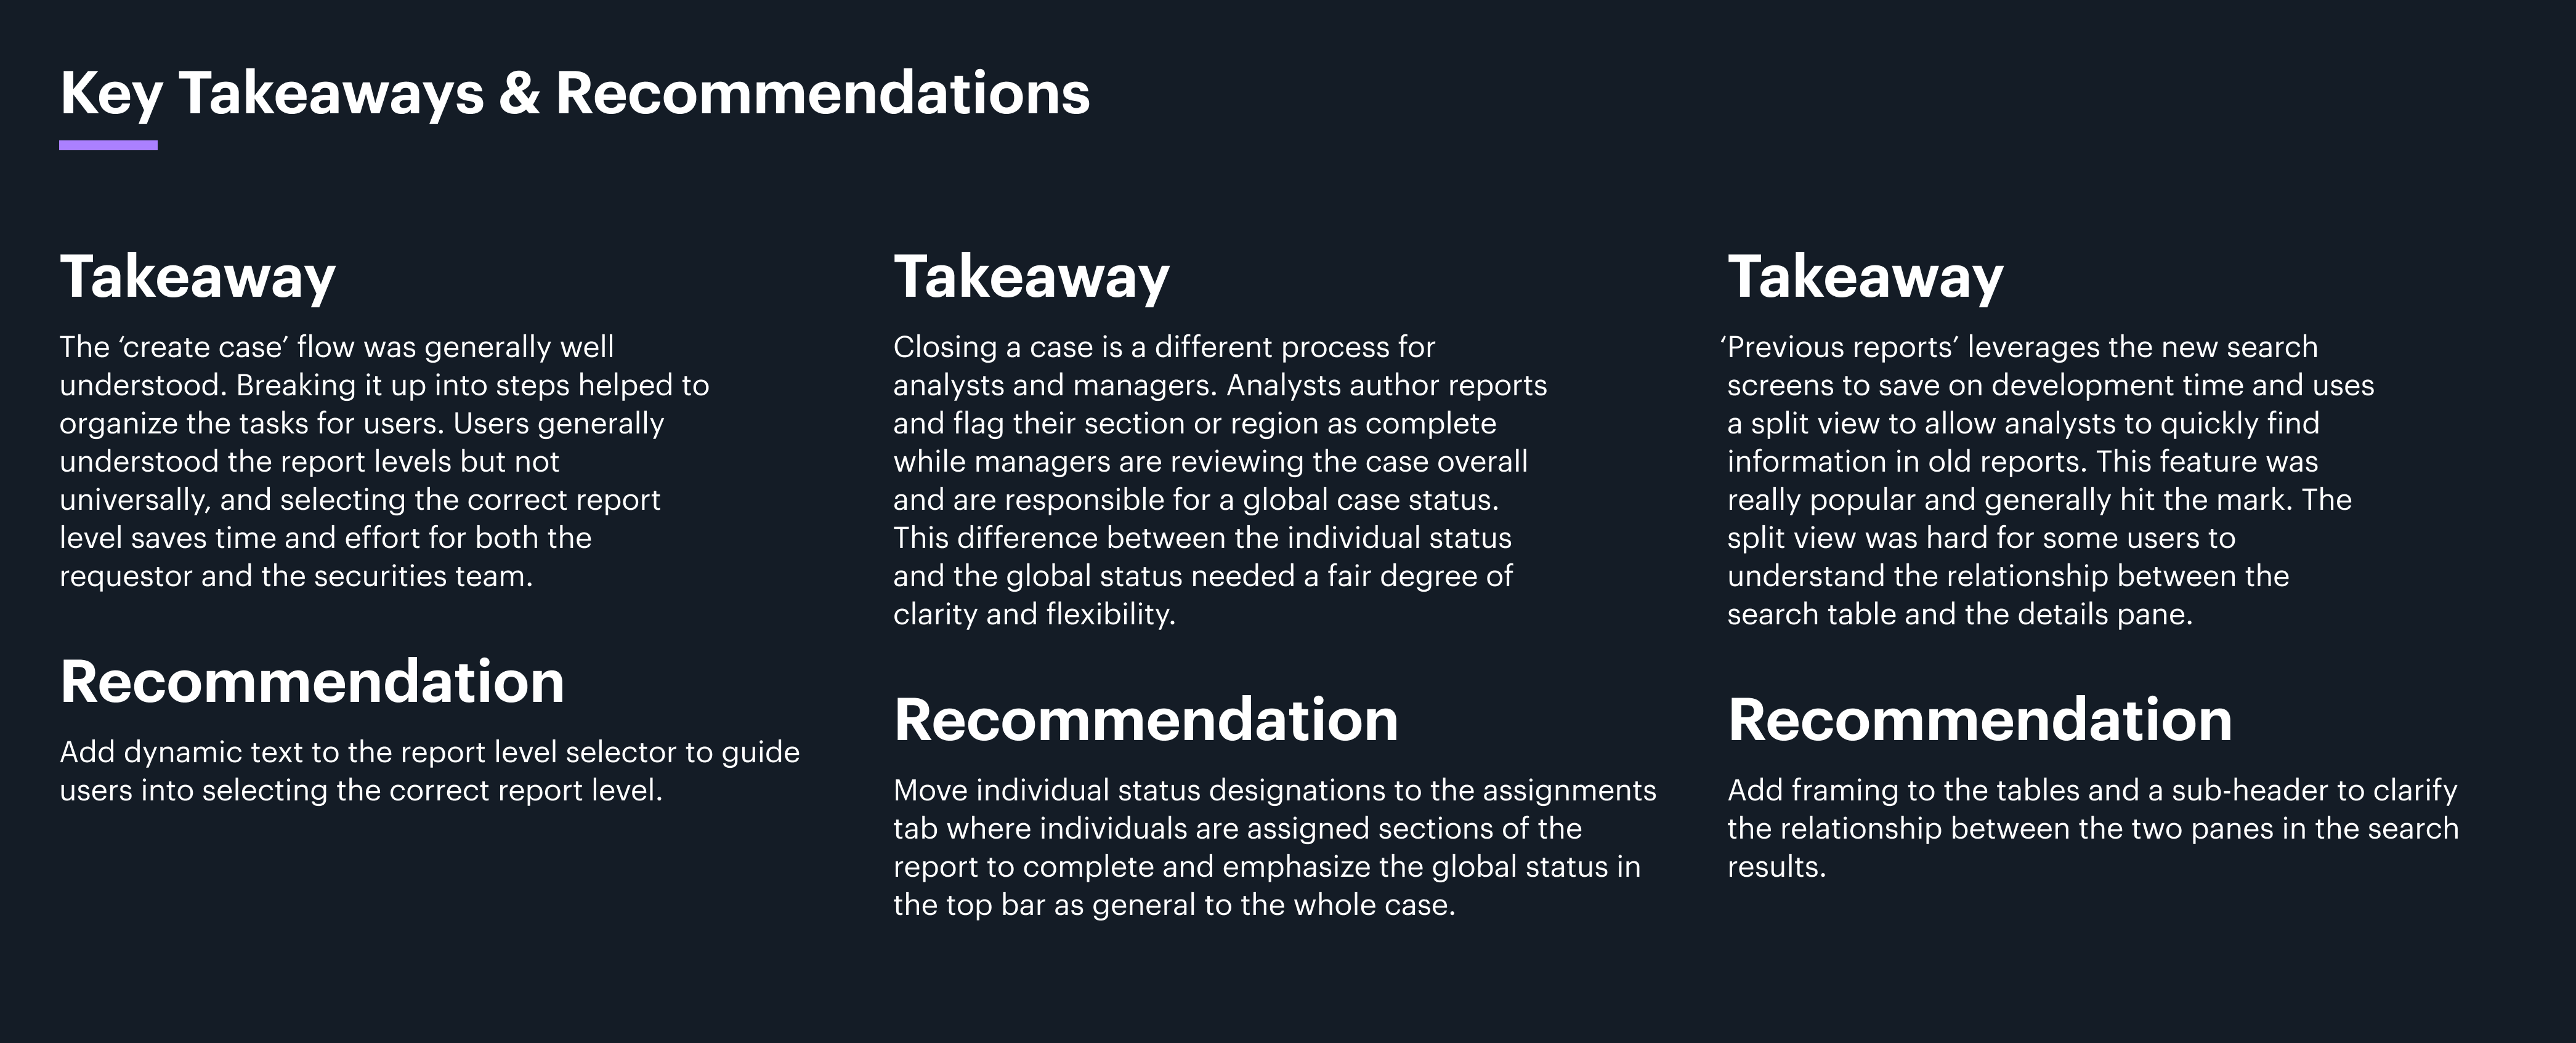 Key Takeaways & Recommendations
Takeaway
The ‘create case’ flow was generally well
understood. Breaking it up into steps helped to
organize the tasks for users. Users generally
understood the report levels but not
universally, and selecting the correct report
level saves time and effort for both the
requestor and the securities team.
Recommendation
Add dynamic text to the report level selector to guide
users into selecting the correct report level.
Takeaway
Closing a case is a different process for
analysts and managers. Analysts author reports
and flag their section or region as complete
while managers are reviewing the case overall
and are responsible for a global case status.
This difference between the individual status
and the global status needed a fair degree of
clarity and flexibility.
Recommendation
Move individual status designations to the assignments
tab where individuals are assigned sections of the
report to complete and emphasize the global status in
the top bar as general to the whole case.
Takeaway
‘Previous reports’ leverages the new search
screens to save on development time and uses
a split view to allow analysts to quickly find
information in old reports. This feature was
really popular and generally hit the mark. The
split view was hard for some users to
understand the relationship between the
search table and the details pane.
Recommendation
Add framing to the tables and a sub-header to clarify
the relationship between the two panes in the search
results.